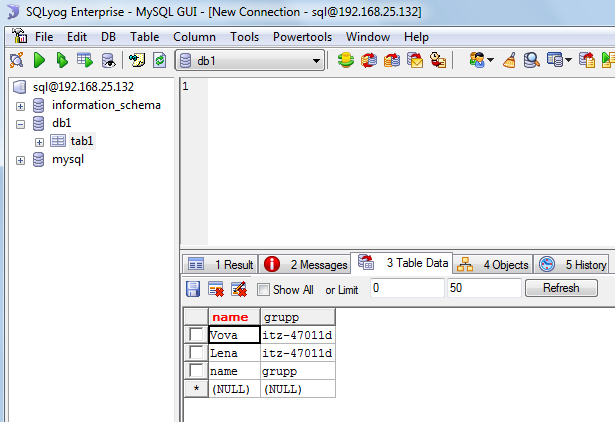 SQLyog Enterprise - MySQL GUI - [New Connection - sql@192.168.25.132]
File Edit DB Table Column Tools Powertools Window Help
db1
sql@192.168.25.132
information_schema
db1
tab1
mysql
1
1 Result 2 Messages 3 Table Data 4 Objects 5 History
Show All or Limit 0 50 Refresh
name grupp
Vova itz-47011d
Lena itz-47011d
name grupp
* (NULL) (NULL)